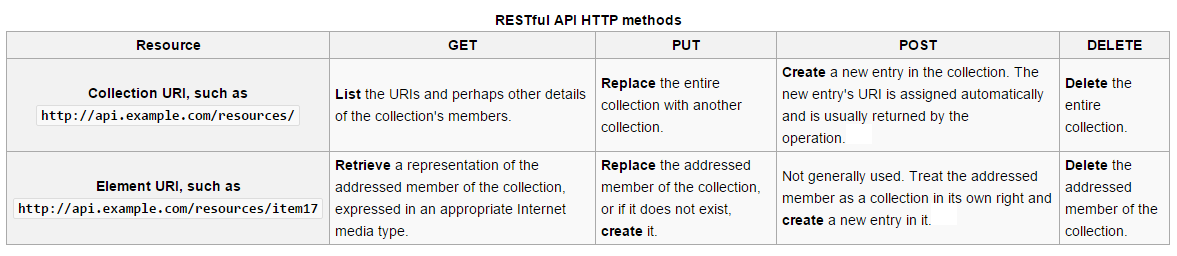 RESTful API HTTP methods
Resource GET PUT POST DELETE
Collection URI, such as
http://api.example.com/resources/
List the URIs and perhaps other details
of the collection's members.
Replace the entire
collection with another
collection.
Create a new entry in the collection. The
new entry's URI is assigned automatically
and is usually returned by the
operation.
Delete the
entire
collection.
Element URI, such as
http://api.example.com/resources/item17
Retrieve a representation of the
addressed member of the collection,
expressed in an appropriate Internet
media type.
Replace the addressed
member of the collection,
or if it does not exist,
create it.
Not generally used. Treat the addressed
member as a collection in its own right and
create a new entry in it.
Delete the
addressed
member of the
collection.